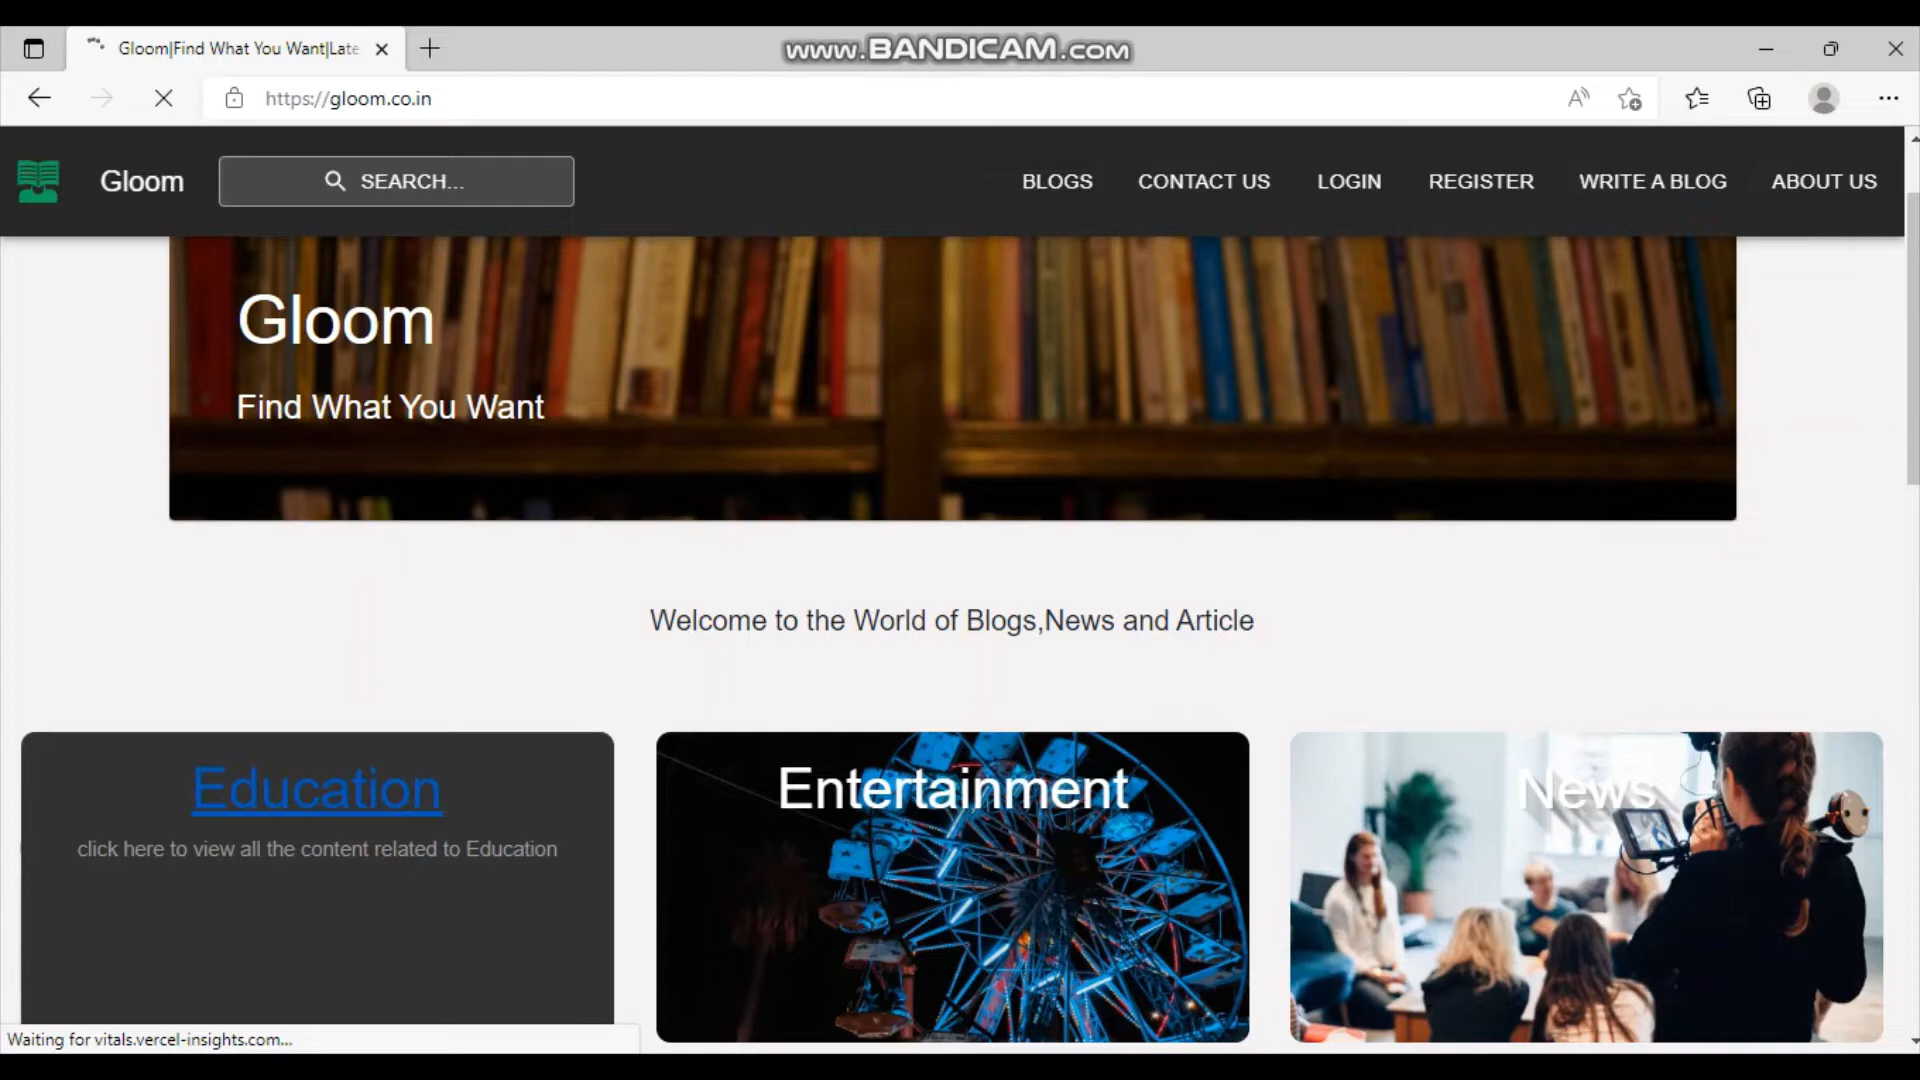 Gloom|Find What You Want|Late
www.BANDICAM.com
https://gloom.co.in
Gloom
SEARCH...
BLOGS
CONTACT US
LOGIN
REGISTER
WRITE A BLOG
ABOUT US
Gloom
Find What You Want
Welcome to the World of Blogs,News and Article
Education
click here to view all the content related to Education
Entertainment
News
Waiting for vitals.vercel-insights.com...